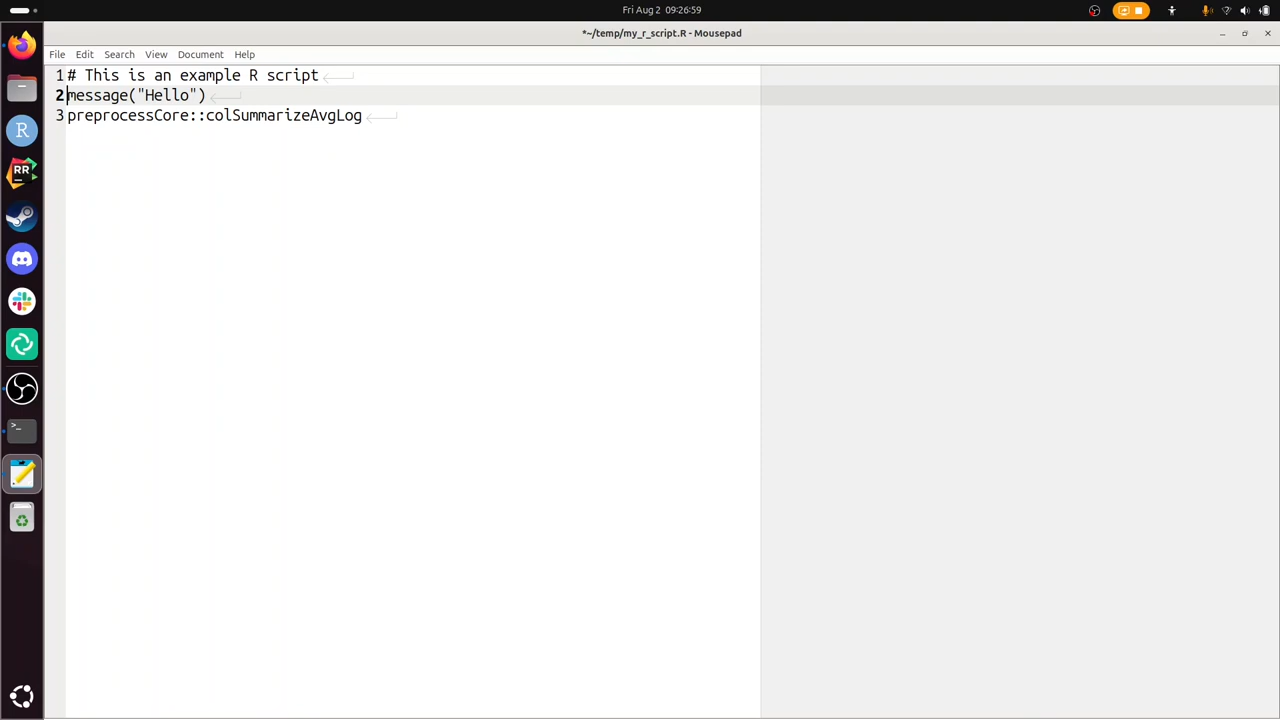 Fri Aug 2 09:26:59
*~/temp/my_r_script.R - Mousepad
File Edit Search View Document Help
1 # This is an example R script
2 message("Hello")
3 preprocessCore::colSummarizeAvgLog
R
RR
>_